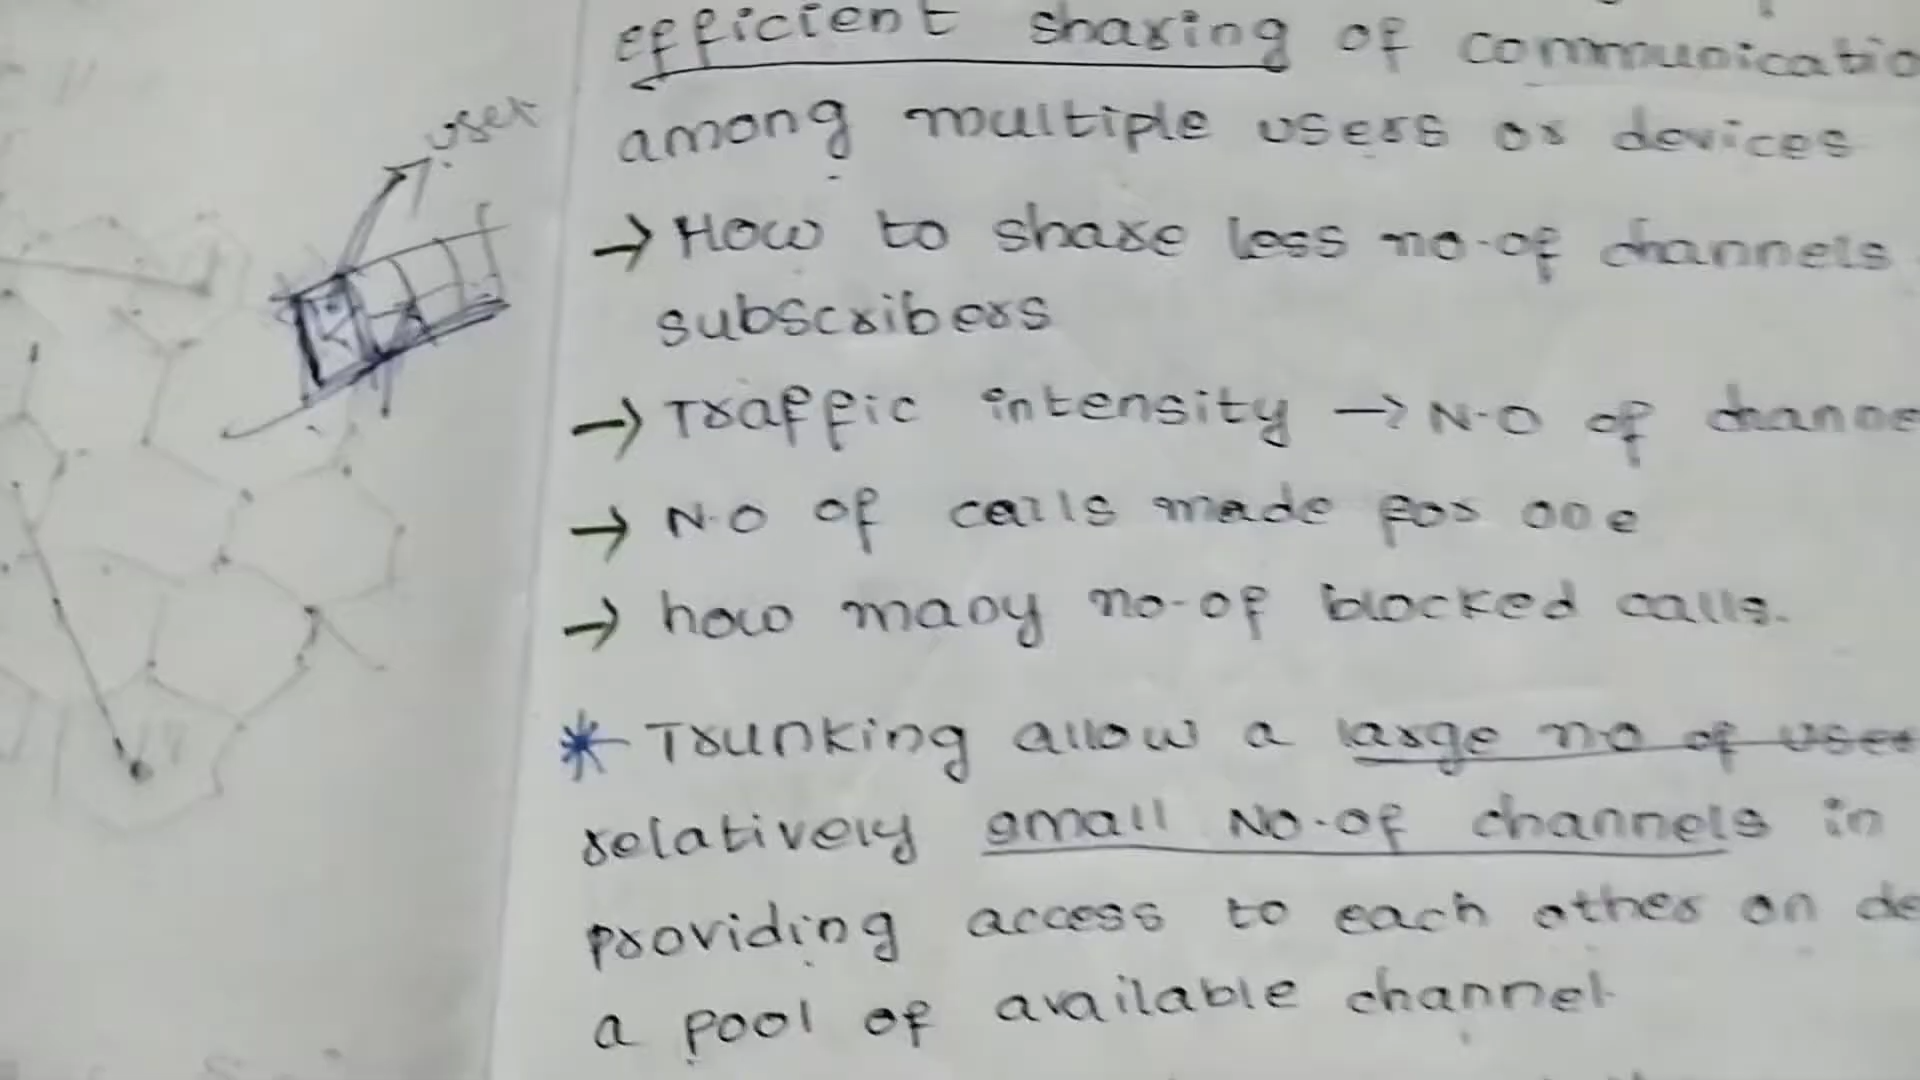 user
efficient sharing of communicatio
among multiple users or devices
→ How to share less no-of channels
subscribers
→ Traffic intensity → N.O of channe
→ N.O of calls made for one
→ how many no-of blocked calls.
* Trunking allow a large no of user
relatively small No-of channels in
providing access to each other on de
a pool of available channel.